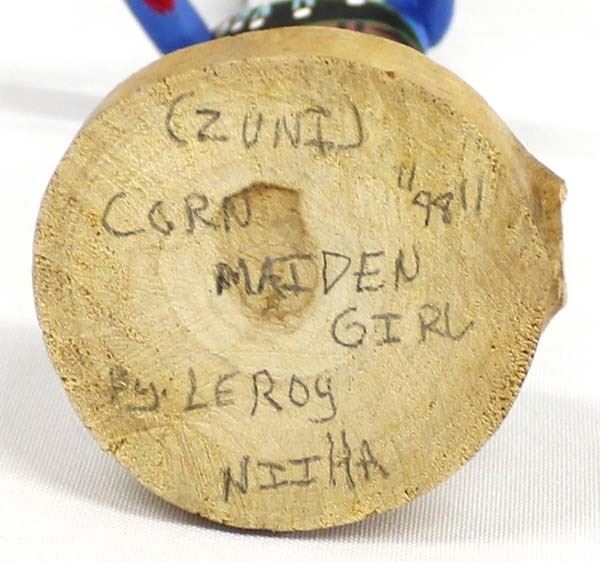 (ZUNI)
CORN "98"
MAIDEN
GIRL
By. LEROy
NIIHA